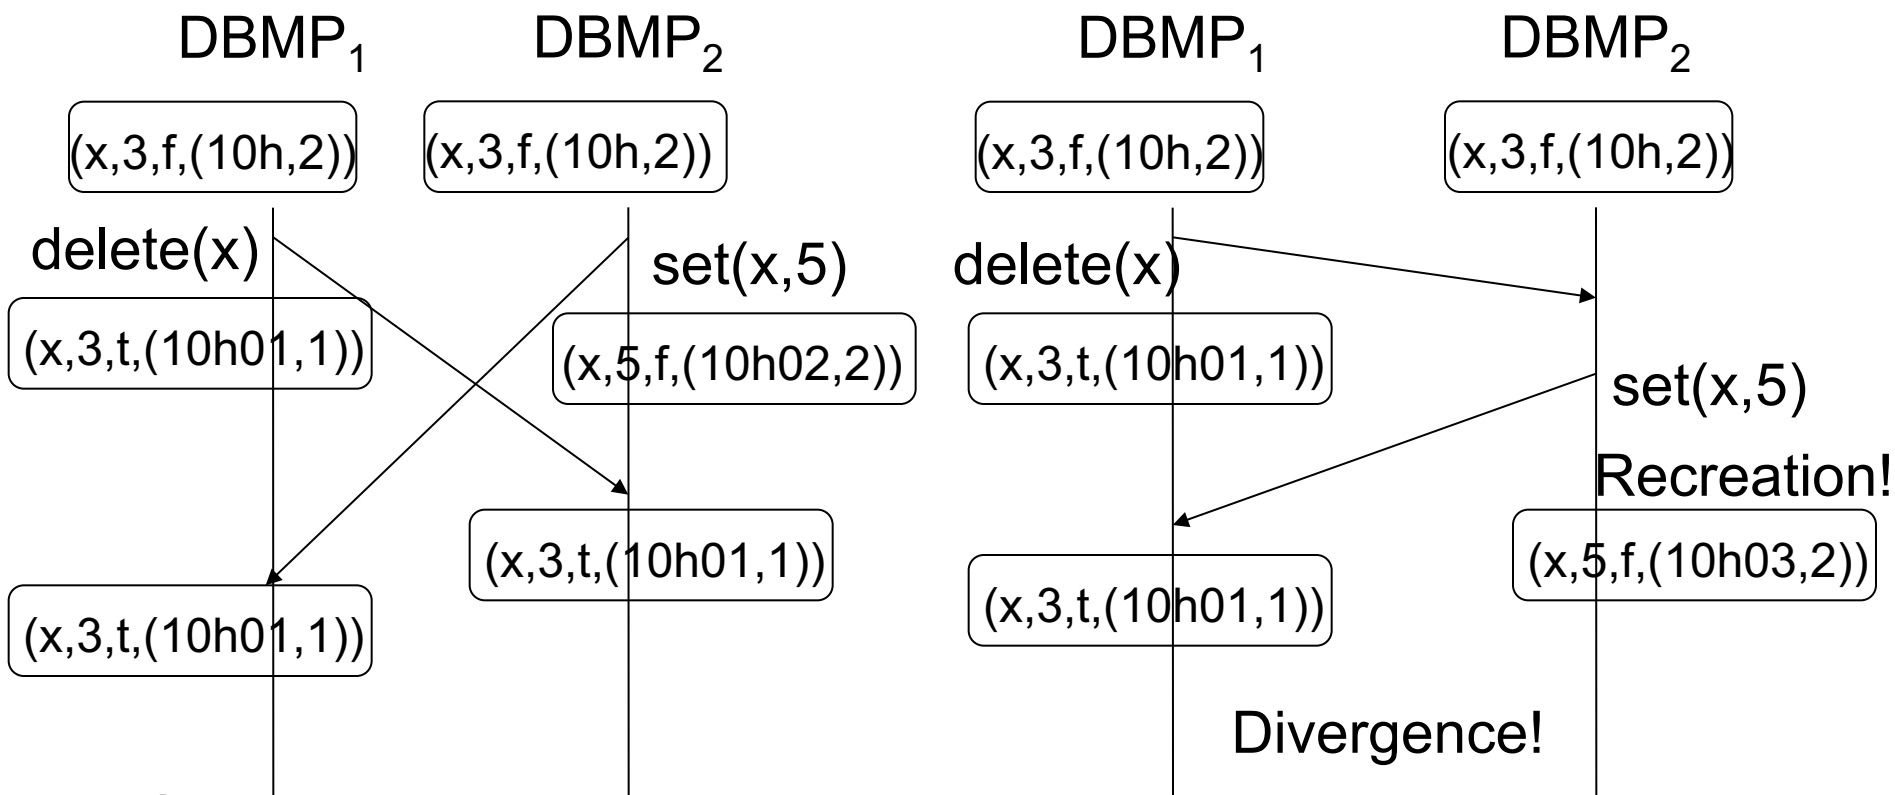 DBMP1 DBMP2
(x,3,f,(10h,2)) (x,3,f,(10h,2))
delete(x) set(x,5)
(x,3,t,(10h01,1)) (x,5,f,(10h02,2))
(x,3,t,(10h01,1))
(x,3,t,(10h01,1))
DBMP1 DBMP2
(x,3,f,(10h,2)) (x,3,f,(10h,2))
delete(x)
(x,3,t,(10h01,1)) set(x,5)
Recreation!
(x,5,f,(10h03,2))
(x,3,t,(10h01,1))
Divergence!